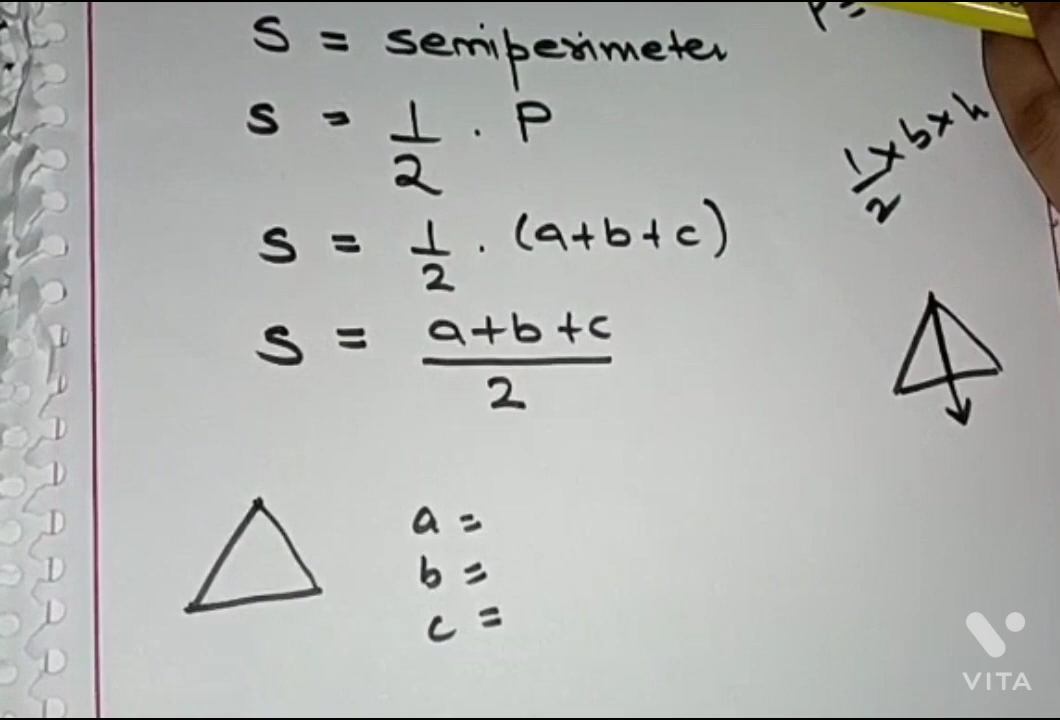 S = semiperimeter
S = 1/2 . P
S = 1/2 . (a+b+c)
S = a+b+c / 2
1/2 x b x h
a =
b =
c =
VITA